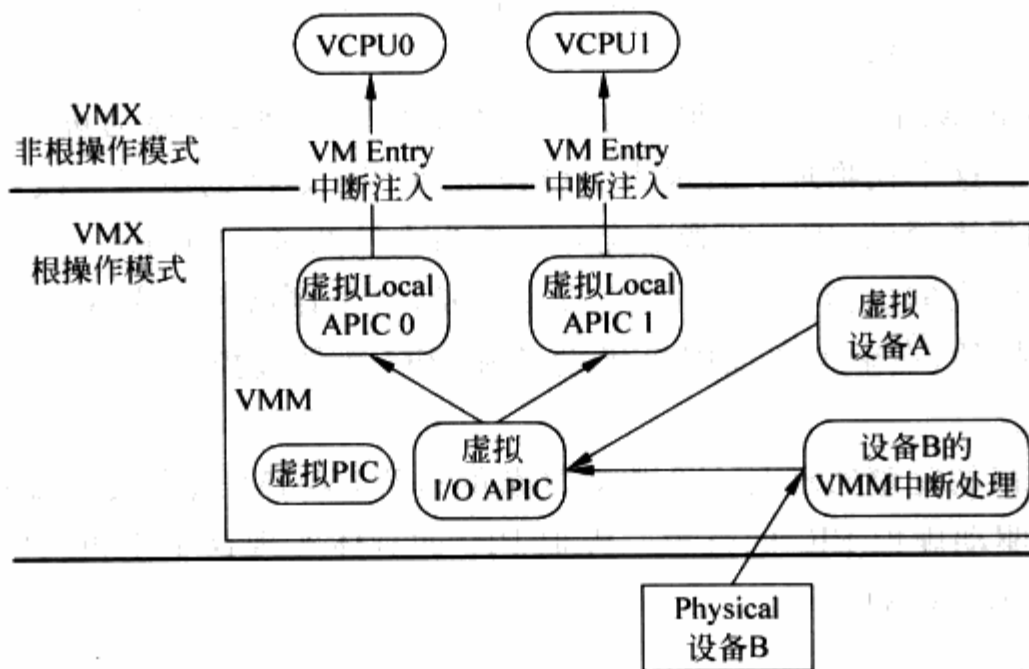 VCPU0
VCPU1
VMX
非根操作模式
VM Entry
中断注入
VM Entry
中断注入
VMX
根操作模式
虚拟Local
APIC 0
虚拟Local
APIC 1
虚拟
设备A
VMM
虚拟PIC
虚拟
I/O APIC
设备B的
VMM中断处理
Physical
设备B